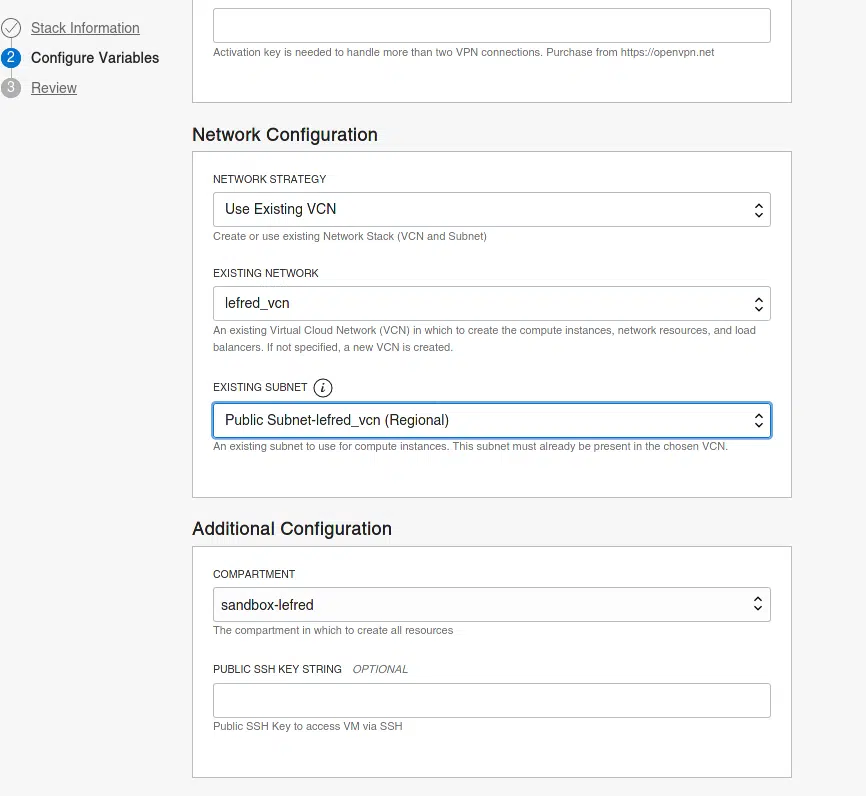 Stack Information
2 Configure Variables
3 Review
Activation key is needed to handle more than two VPN connections. Purchase from https://openvpn.net
Network Configuration
NETWORK STRATEGY
Use Existing VCN
Create or use existing Network Stack (VCN and Subnet)
EXISTING NETWORK
lefred_vcn
An existing Virtual Cloud Network (VCN) in which to create the compute instances, network resources, and load
balancers. If not specified, a new VCN is created.
EXISTING SUBNET i
Public Subnet-lefred_vcn (Regional)
An existing subnet to use for compute instances. This subnet must already be present in the chosen VCN.
Additional Configuration
COMPARTMENT
sandbox-lefred
The compartment in which to create all resources
PUBLIC SSH KEY STRING OPTIONAL
Public SSH Key to access VM via SSH